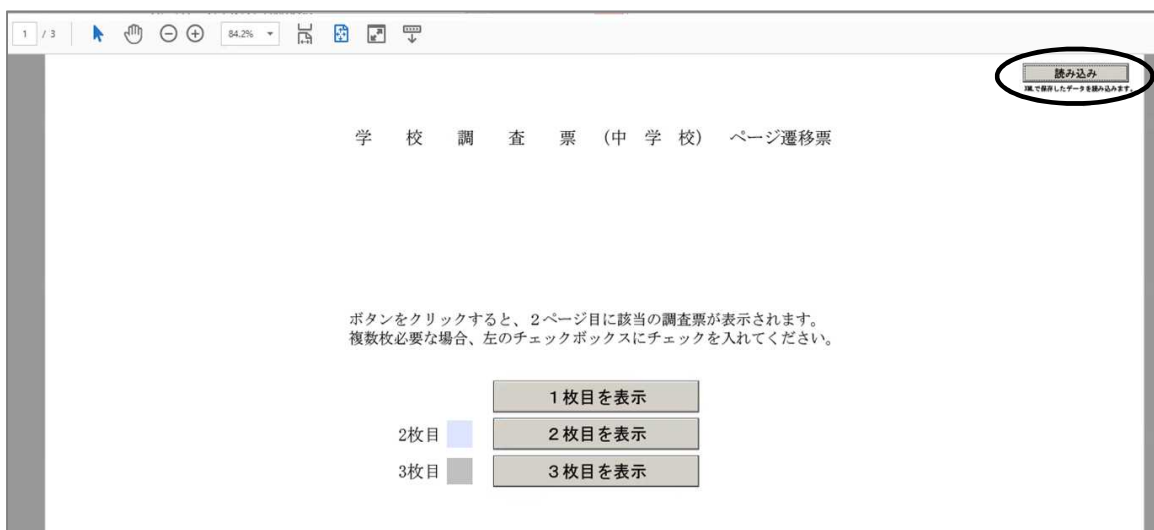 1 / 3
84.2%
読み込み
XMLで保存したデータを読み込みます。
学 校 調 査 票 (中 学 校) ページ遷移票
ボタンをクリックすると、2ページ目に該当の調査票が表示されます。
複数枚必要な場合、左のチェックボックスにチェックを入れてください。
1枚目を表示
2枚目 2枚目を表示
3枚目 3枚目を表示